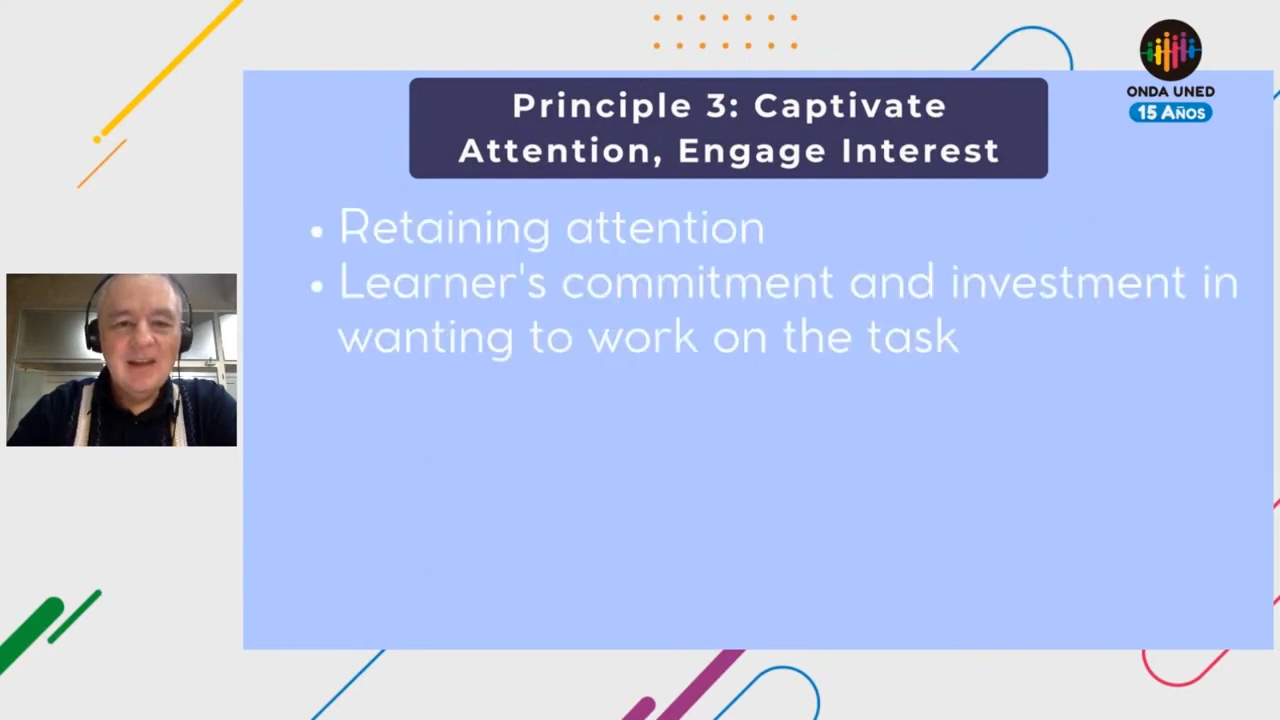 ONDA UNED
15 AÑOS
Principle 3: Captivate
Attention, Engage Interest
• Retaining attention
• Learner's commitment and investment in
wanting to work on the task